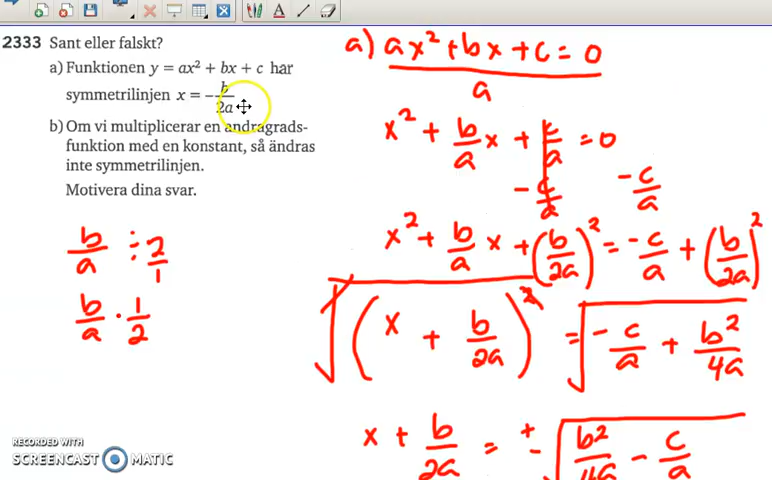 2333 Sant eller falskt?
a) Funktionen y = ax² + bx + c har
symmetrilinjen x = -b/2a
b) Om vi multiplicerar en andragrads-
funktion med en konstant, så ändras
inte symmetrilinjen.
Motivera dina svar.
b/a ÷ 2/1
b/a · 1/2
a) ax² + bx + c = 0
a
x² + b/a x + c/a = 0
- c/a - c/a
x² + b/a x + (b/2a)² = -c/a + (b/2a)²
√(x + b/2a)² = √-c/a + b²/4a
x + b/2a = ± √b²/4a - c/a
RECORDED WITH
SCREENCAST MATIC